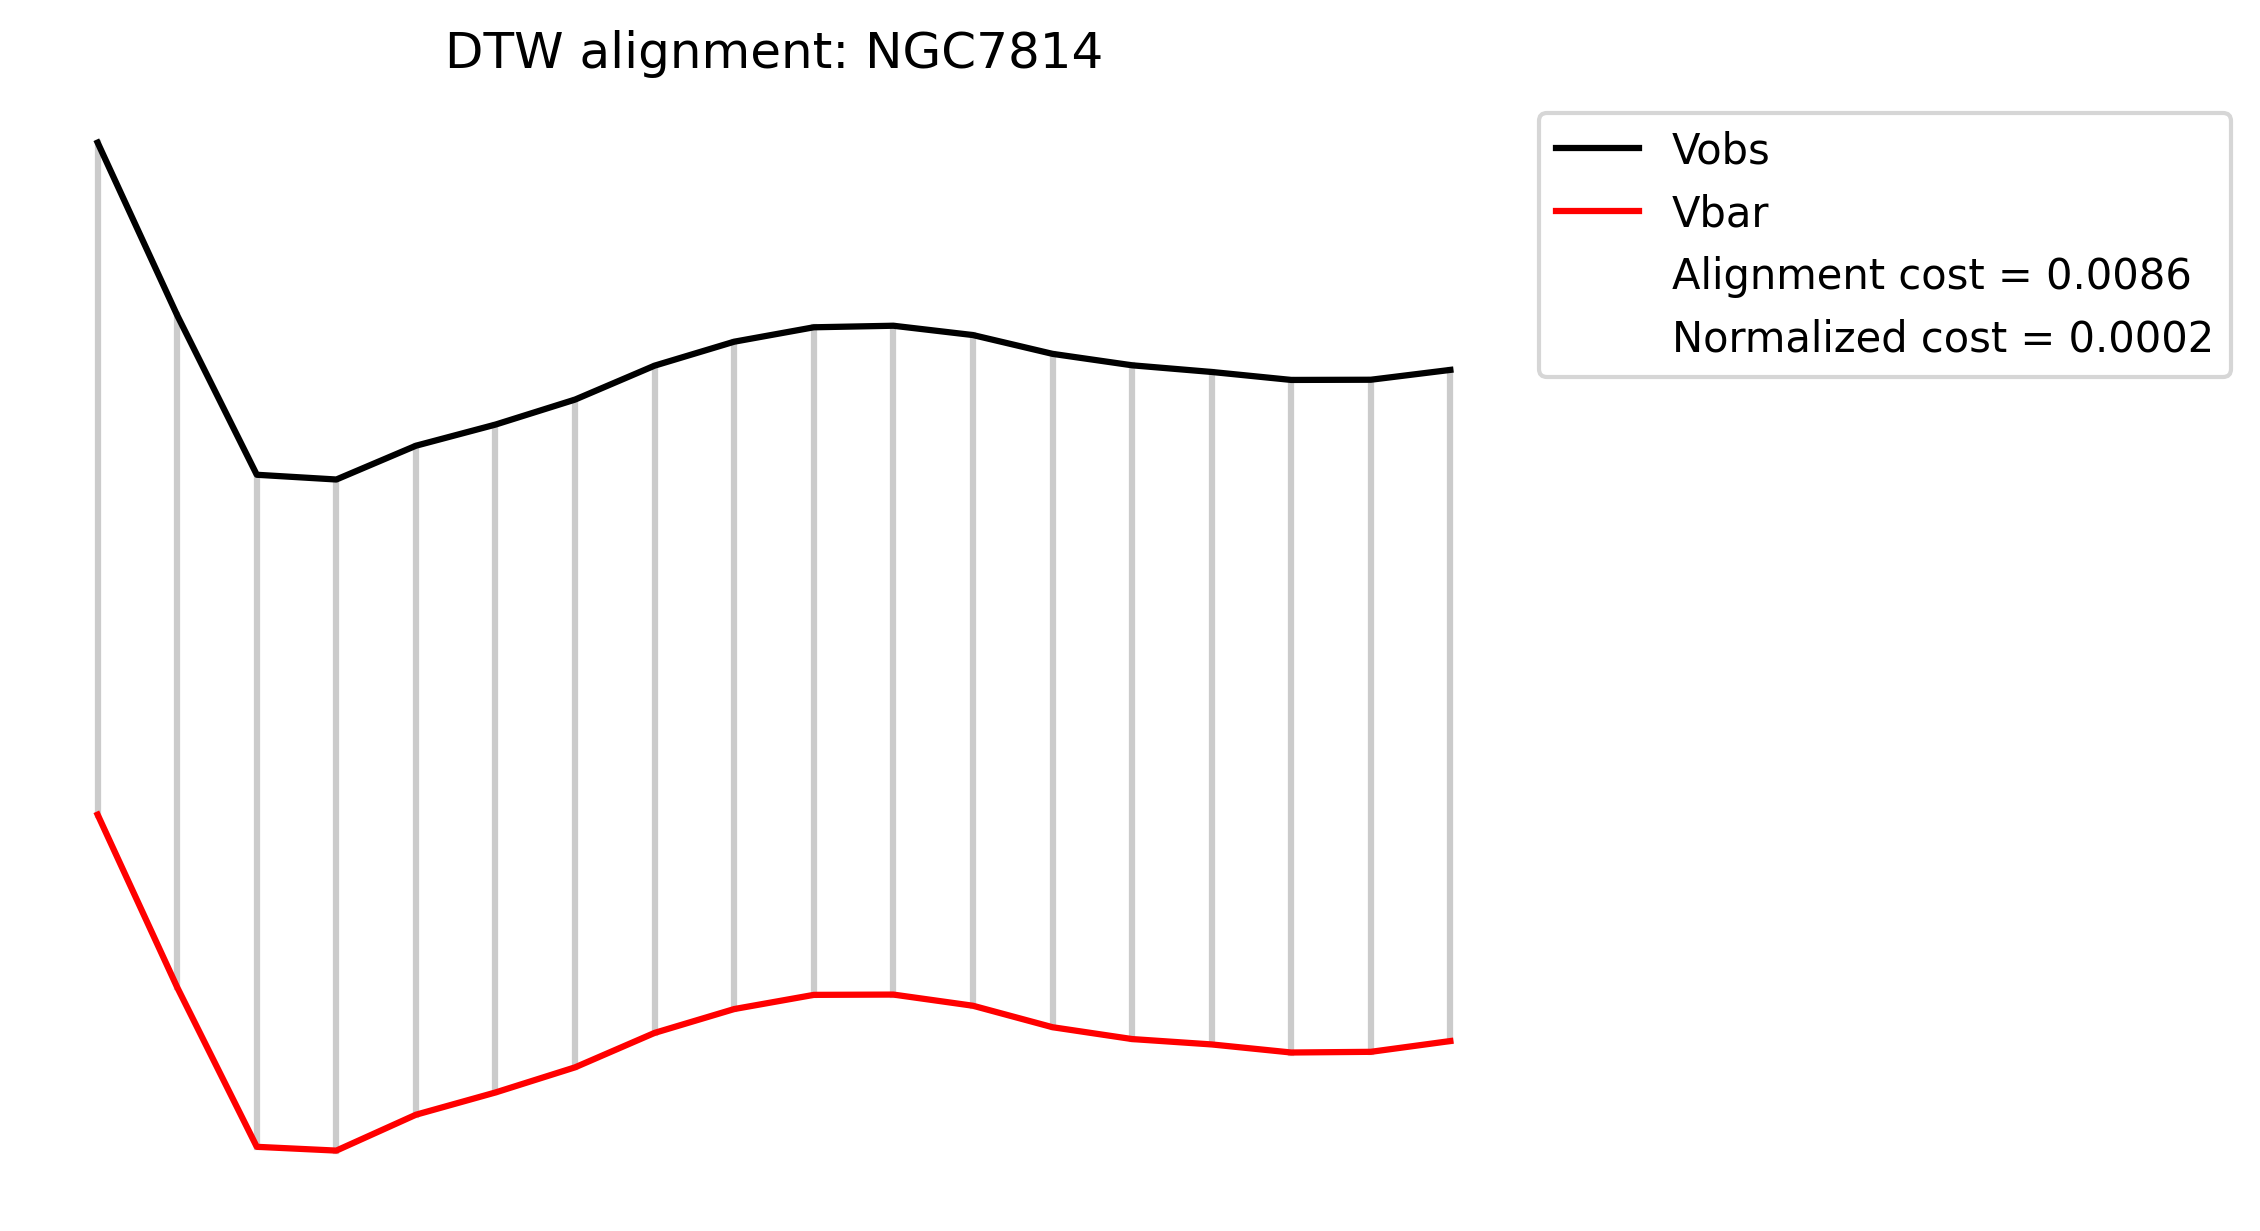 DTW alignment: NGC7814
Vobs
Vbar
Alignment cost = 0.0086
Normalized cost = 0.0002